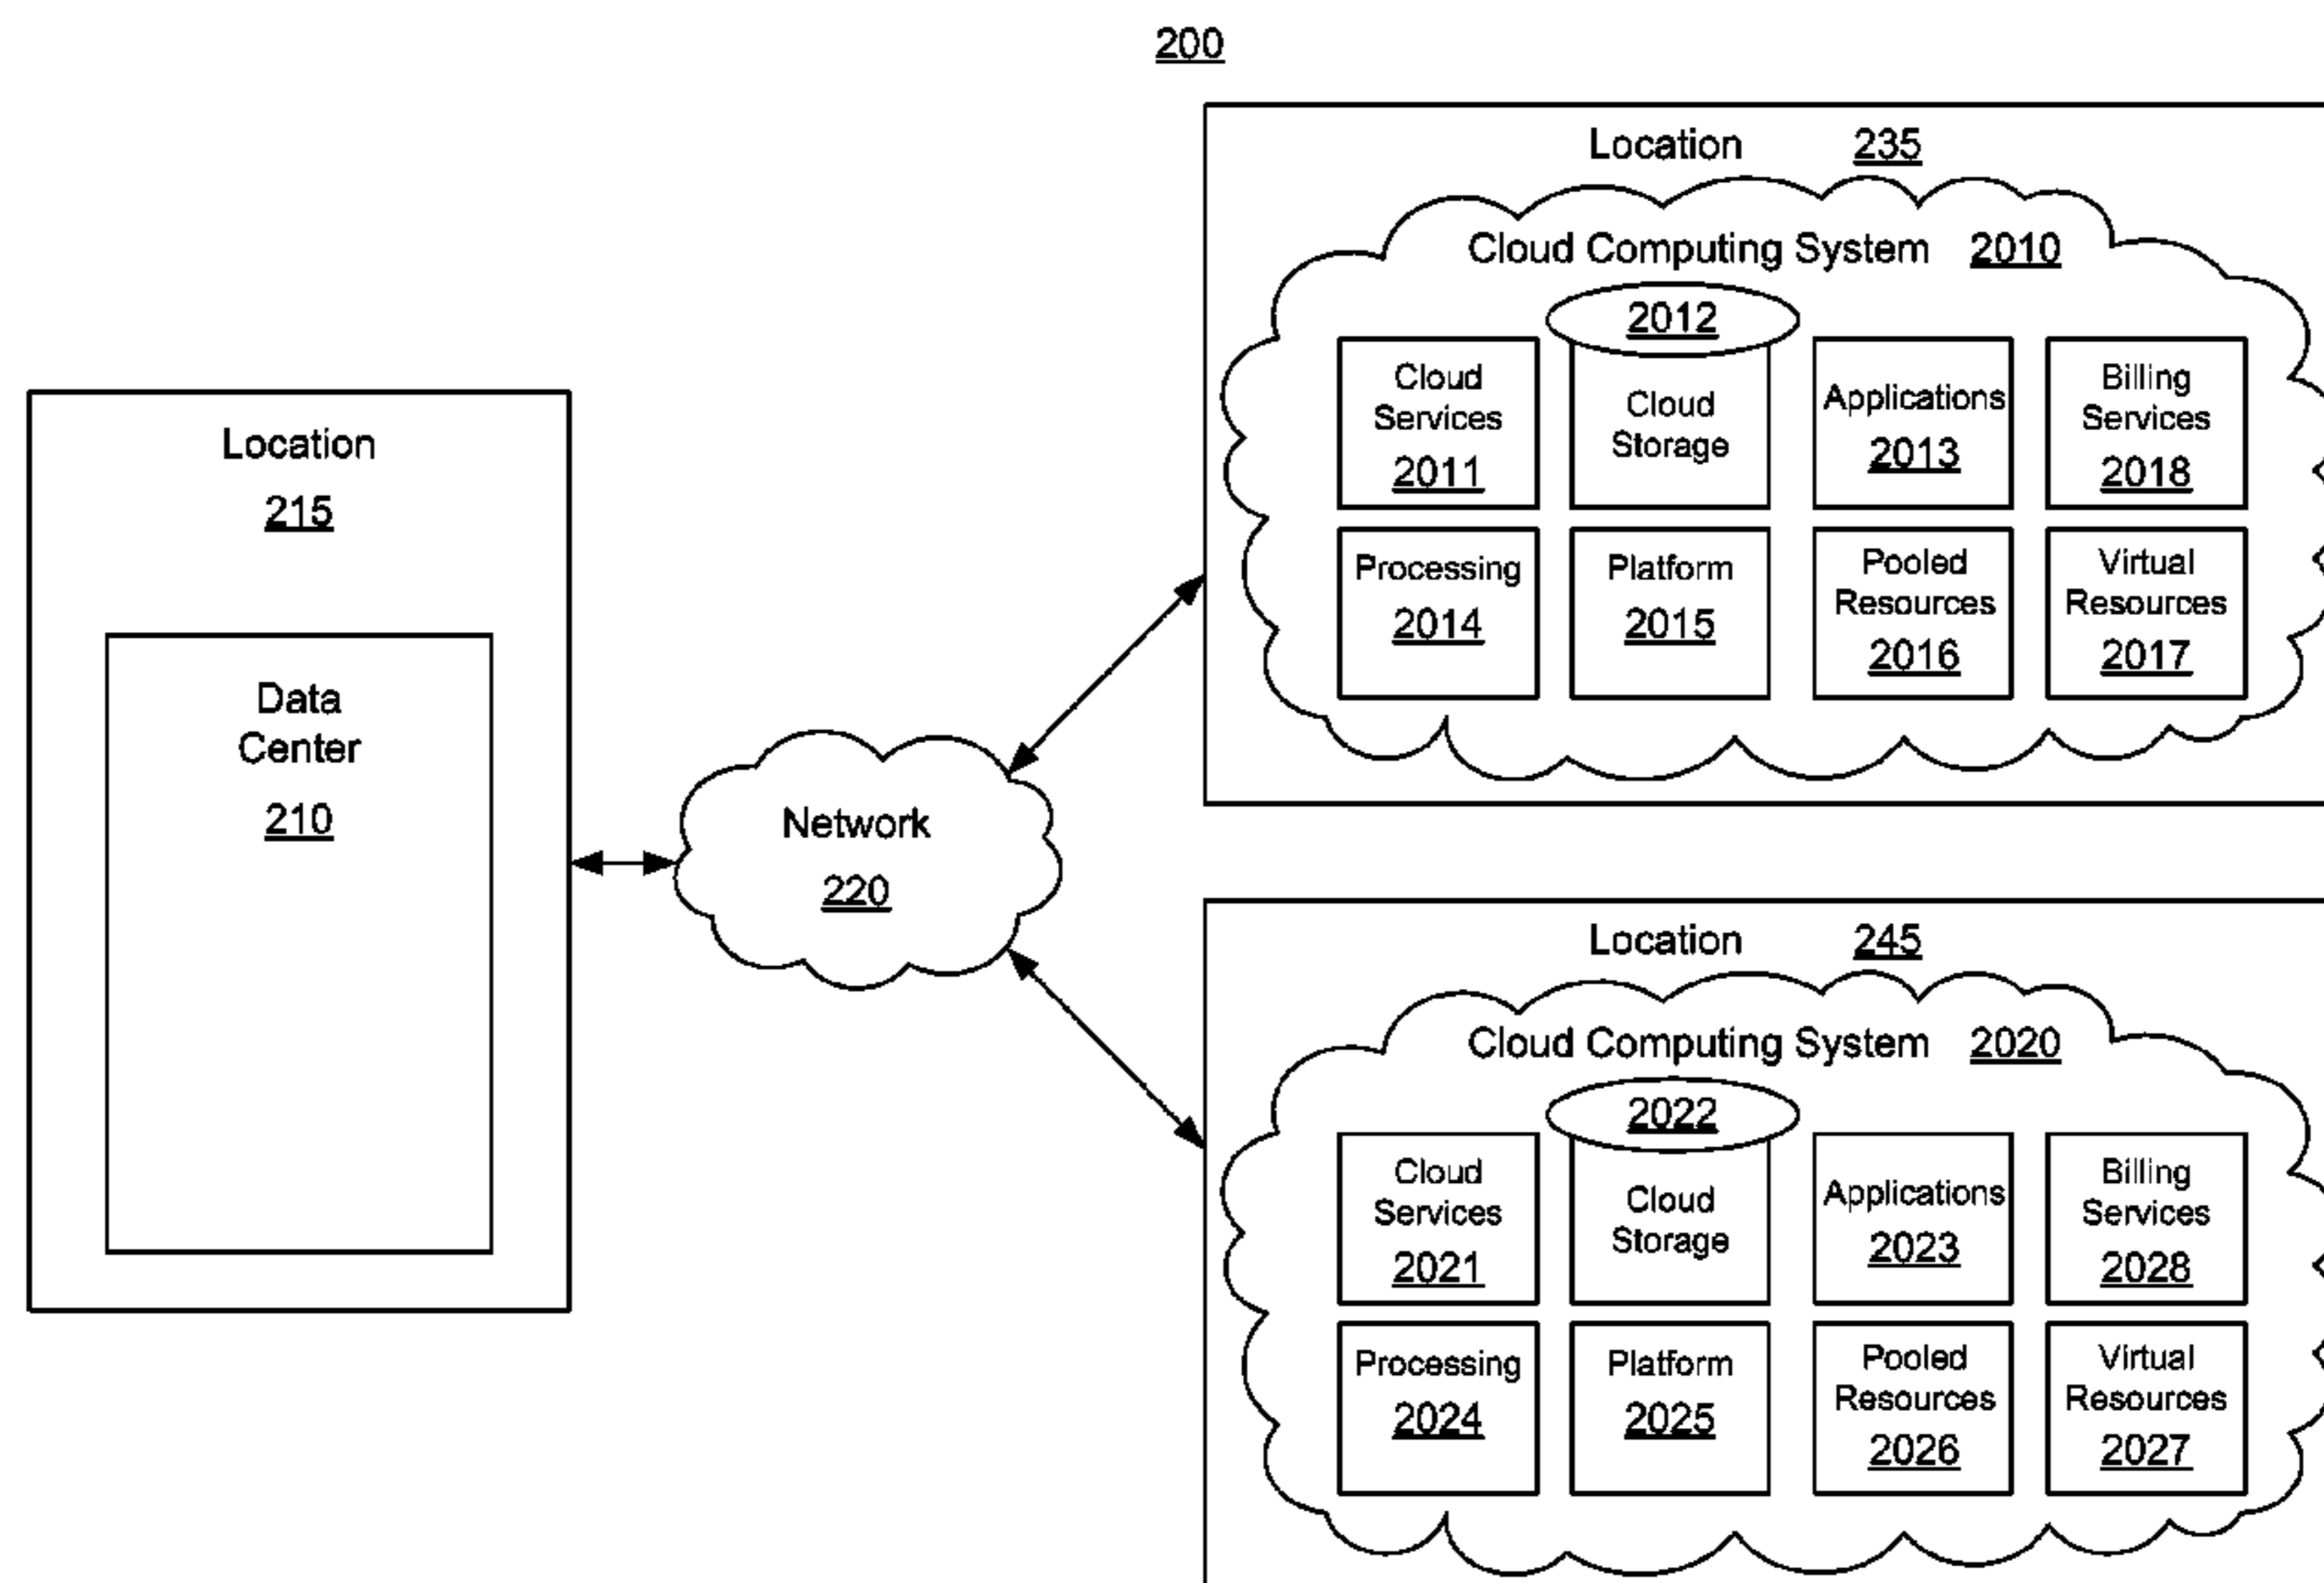 200
Location 235
Cloud Computing System 2010
2012
Cloud
Services
2011
Cloud
Storage
Applications
2013
Billing
Services
2018
Processing
2014
Platform
2015
Pooled
Resources
2016
Virtual
Resources
2017
Location
215
Data
Center
210
Network
220
Location 245
Cloud Computing System 2020
2022
Cloud
Services
2021
Cloud
Storage
Applications
2023
Billing
Services
2028
Processing
2024
Platform
2025
Pooled
Resources
2026
Virtual
Resources
2027